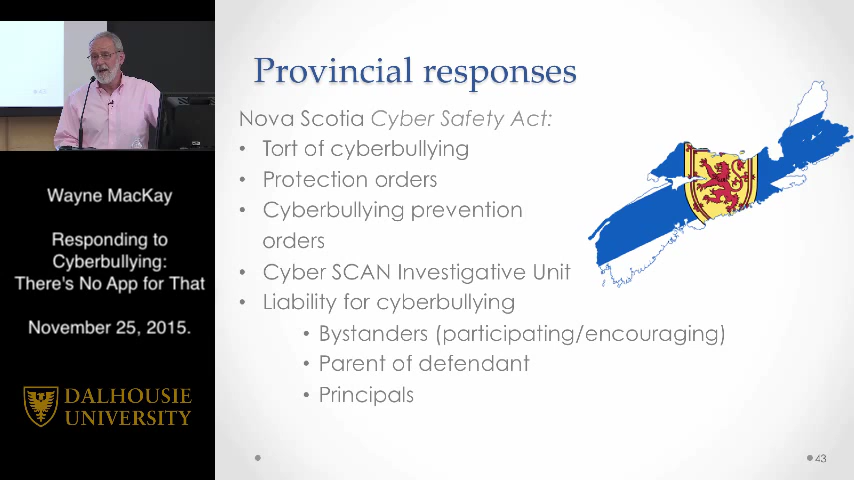 Wayne MacKay
Responding to
Cyberbullying:
There's No App for That
November 25, 2015.
DALHOUSIE
UNIVERSITY
Provincial responses
Nova Scotia Cyber Safety Act:
• Tort of cyberbullying
• Protection orders
• Cyberbullying prevention
orders
• Cyber SCAN Investigative Unit
• Liability for cyberbullying
• Bystanders (participating/encouraging)
• Parent of defendant
• Principals
43